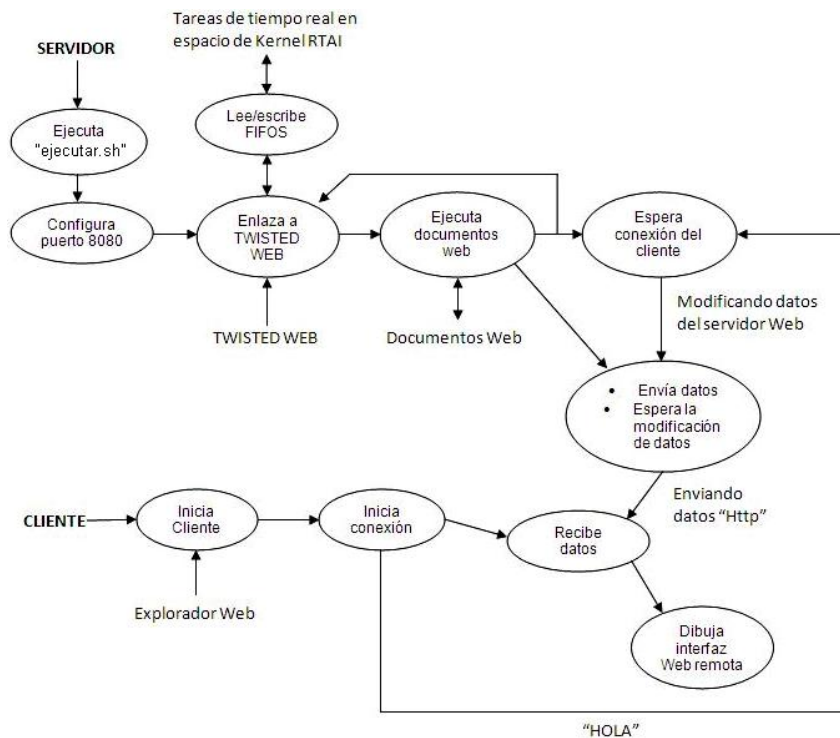 Tareas de tiempo real en
espacio de Kernel RTAI
SERVIDOR
Ejecuta
"ejecutar.sh"
Lee/escribe
FIFOS
Configura
puerto 8080
Enlaza a
TWISTED
WEB
Ejecuta
documentos
web
Espera
conexión del
cliente
TWISTED WEB
Documentos Web
Modificando datos
del servidor Web
• Envía datos
• Espera la
modificación
de datos
Enviando
datos “Http”
CLIENTE
Inicia
Cliente
Inicia
conexión
Recibe
datos
Explorador Web
Dibuja
interfaz
Web remota
“HOLA”